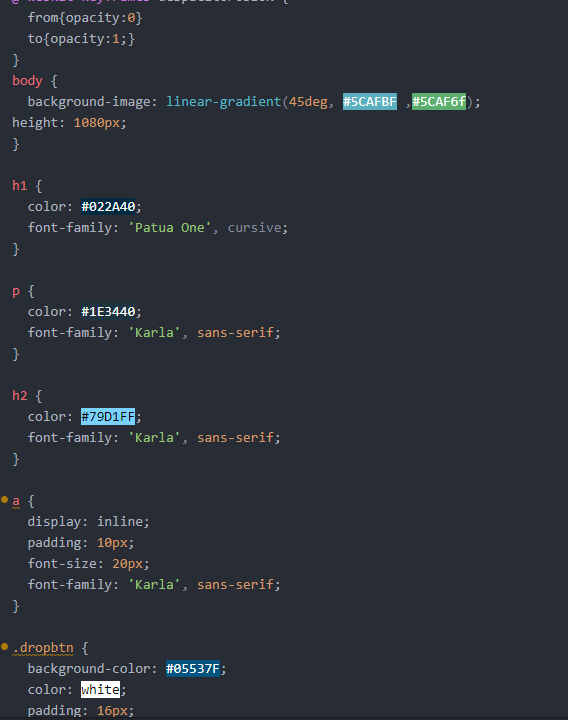 from{opacity:0}
to{opacity:1;}
}
body {
background-image: linear-gradient(45deg, #5CAFBF ,#5CAF6f);
height: 1080px;
}
h1 {
color: #022A40;
font-family: 'Patua One', cursive;
}
p {
color: #1E3440;
font-family: 'Karla', sans-serif;
}
h2 {
color: #79D1FF;
font-family: 'Karla', sans-serif;
}
a {
display: inline;
padding: 10px;
font-size: 20px;
font-family: 'Karla', sans-serif;
}
.dropbtn {
background-color: #05537F;
color: white;
padding: 16px;